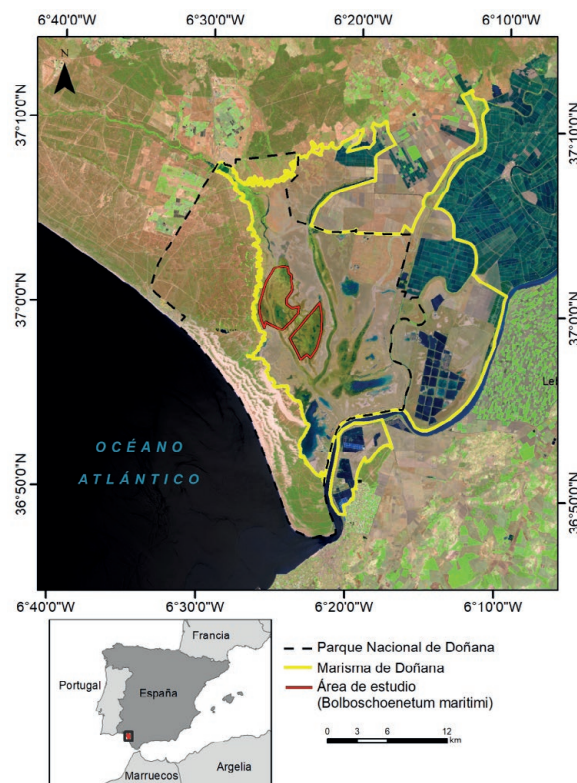 6°30'0"W 6°20'0"W 6°10'0"W
N
37°10'0"N
37°10'0"N
37°0'0"N
37°0'0"N
Le
OCÉANO
ATLÁNTICO
36°50'0"N
36°50'0"N
6°40'0"W 6°30'0"W 6°20'0"W 6°10'0"W
Francia
Portugal
España
Marruecos
Argelia
Parque Nacional de Doñana
Marisma de Doñana
Área de estudio
(Bolboschoenetum maritimi)
0 3 6 12
km